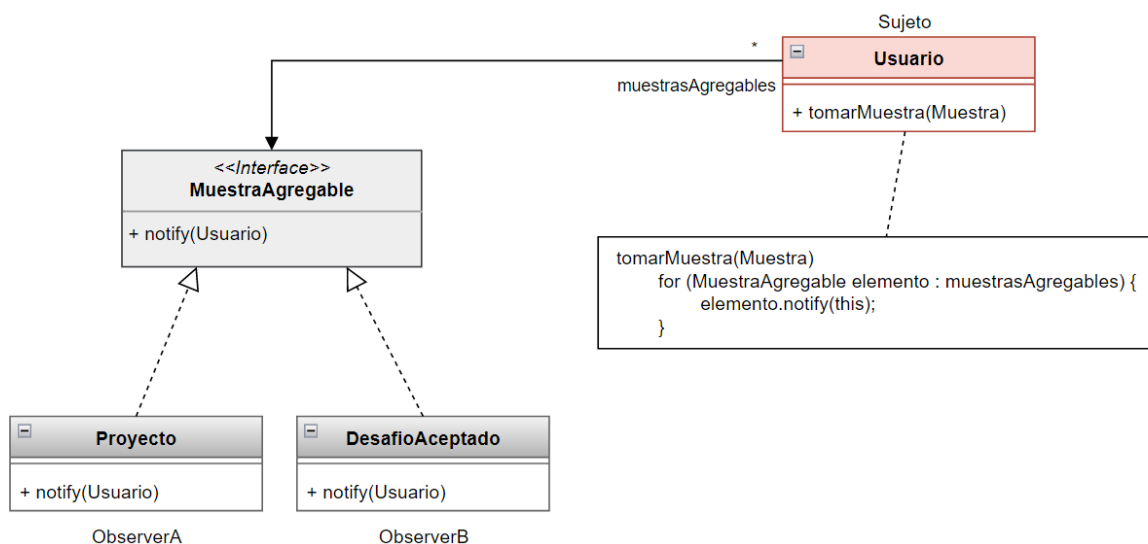 Sujeto
Usuario
+ tomarMuestra(Muestra)
*
muestrasAgregables
<<Interface>>
MuestraAgregable
+ notify(Usuario)
tomarMuestra(Muestra)
for (MuestraAgregable elemento : muestrasAgregables) {
elemento.notify(this);
}
Proyecto
+ notify(Usuario)
ObserverA
DesafioAceptado
+ notify(Usuario)
ObserverB